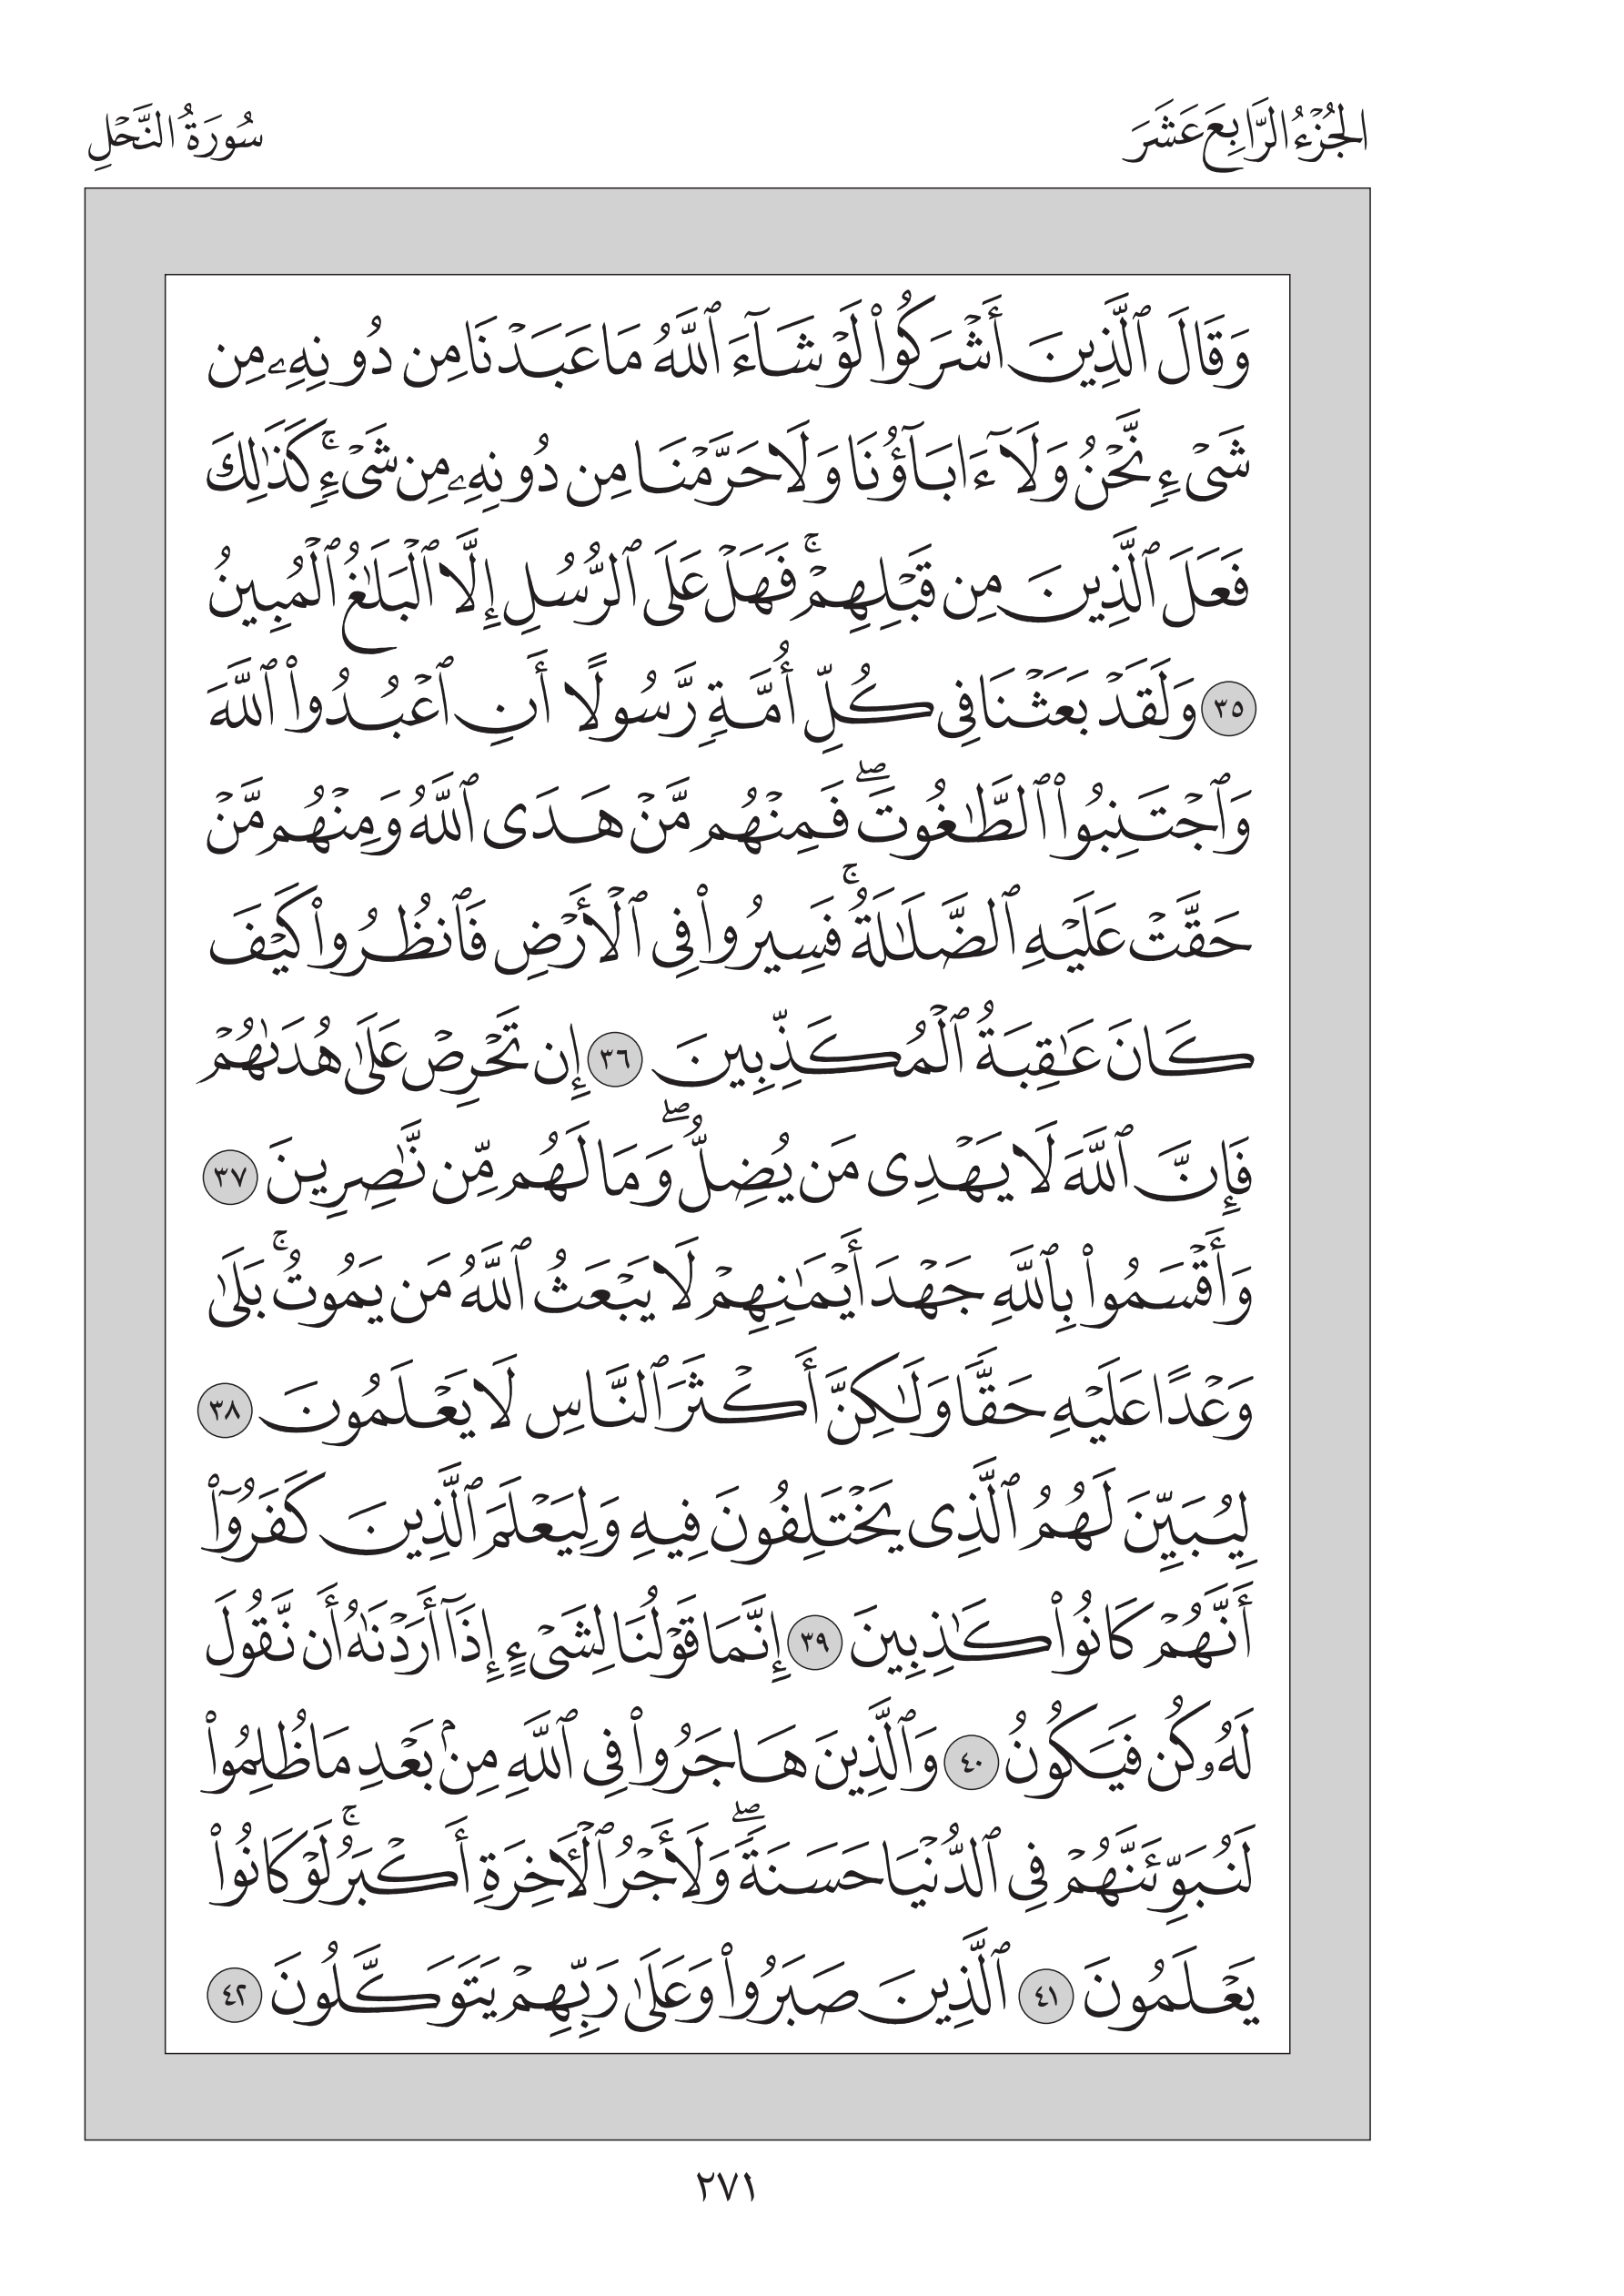 الجُزْءُ الرَّابِعَ عَشَرَ
سُورَةُ النَّحْلِ
وَقَالَ ٱلَّذِينَ أَشْرَكُوا۟ لَوْ شَآءَ ٱللَّهُ مَا عَبَدْنَا مِن دُونِهِۦ مِن
شَىْءٍ نَّحْنُ وَلَآ ءَابَآؤُنَا وَلَا حَرَّمْنَا مِن دُونِهِۦ مِن شَىْءٍ ۚ كَذَٰلِكَ
فَعَلَ ٱلَّذِينَ مِن قَبْلِهِمْ ۚ فَهَلْ عَلَى ٱلرُّسُلِ إِلَّا ٱلْبَلَـٰغُ ٱلْمُبِينُ
٣٥ وَلَقَدْ بَعَثْنَا فِى كُلِّ أُمَّةٍ رَّسُولًا أَنِ ٱعْبُدُوا۟ ٱللَّهَ
وَٱجْتَنِبُوا۟ ٱلطَّـٰغُوتَ ۖ فَمِنْهُم مَّنْ هَدَى ٱللَّهُ وَمِنْهُم مَّنْ
حَقَّتْ عَلَيْهِ ٱلضَّلَـٰلَةُ ۚ فَسِيرُوا۟ فِى ٱلْأَرْضِ فَٱنظُرُوا۟ كَيْفَ
كَانَ عَـٰقِبَةُ ٱلْمُكَذِّبِينَ ٣٦ إِن تَحْرِصْ عَلَىٰ هُدَىٰهُمْ
فَإِنَّ ٱللَّهَ لَا يَهْدِى مَن يُضِلُّ ۖ وَمَا لَهُم مِّن نَّـٰصِرِينَ ٣٧
وَأَقْسَمُوا۟ بِٱللَّهِ جَهْدَ أَيْمَـٰنِهِمْ لَا يَبْعَثُ ٱللَّهُ مَن يَمُوتُ ۚ بَلَىٰ
وَعْدًا عَلَيْهِ حَقًّا وَلَـٰكِنَّ أَكْثَرَ ٱلنَّاسِ لَا يَعْلَمُونَ ٣٨
لِيُبَيِّنَ لَهُمُ ٱلَّذِى يَخْتَلِفُونَ فِيهِ وَلِيَعْلَمَ ٱلَّذِينَ كَفَرُوٓا۟
أَنَّهُمْ كَانُوا۟ كَـٰذِبِينَ ٣٩ إِنَّمَا قَوْلُنَا لِشَىْءٍ إِذَآ أَرَدْنَـٰهُ أَن نَّقُولَ
لَهُۥ كُن فَيَكُونُ ٤٠ وَٱلَّذِينَ هَاجَرُوا۟ فِى ٱللَّهِ مِنۢ بَعْدِ مَا ظُلِمُوا۟
لَنُبَوِّئَنَّهُمْ فِى ٱلدُّنْيَا حَسَنَةً ۖ وَلَأَجْرُ ٱلْـَٔاخِرَةِ أَكْبَرُ ۚ لَوْ كَانُوا۟
يَعْلَمُونَ ٤١ ٱلَّذِينَ صَبَرُوا۟ وَعَلَىٰ رَبِّهِمْ يَتَوَكَّلُونَ ٤٢
٢٧١